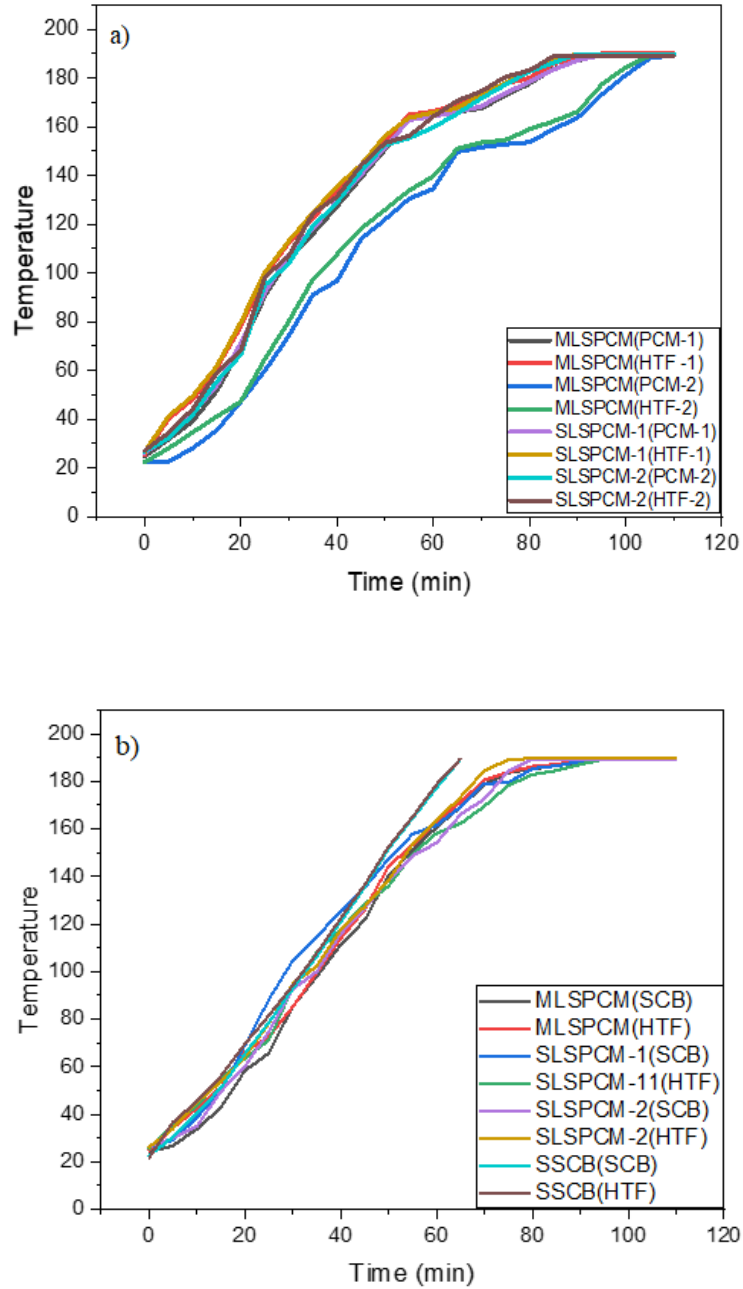 a)
200
180
160
140
120
100
80
60
40
20
0
Temperature
MLSPCM(PCM-1)
MLSPCM(HTF -1)
MLSPCM(PCM-2)
MLSPCM(HTF-2)
SLSPCM-1(PCM-1)
SLSPCM-1(HTF-1)
SLSPCM-2(PCM-2)
SLSPCM-2(HTF-2)
0 20 40 60 80 100 120
Time (min)
b)
200
180
160
140
120
100
80
60
40
20
0
Temperature
MLSPCM(SCB)
MLSPCM(HTF)
SLSPCM-1(SCB)
SLSPCM-11(HTF)
SLSPCM-2(SCB)
SLSPCM-2(HTF)
SSCB(SCB)
SSCB(HTF)
0 20 40 60 80 100 120
Time (min)